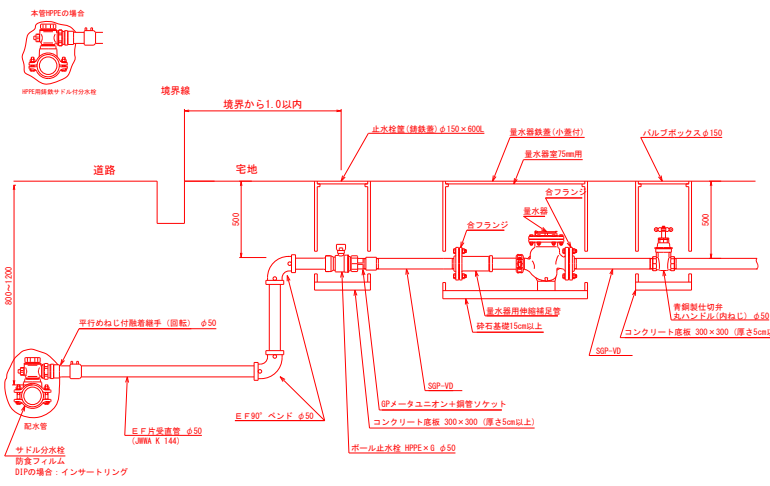 本管HPPEの場合
HPPE用鋳鉄サドル付分水栓
境界線
境界から1.0以内
道路
宅地
止水栓筐(鋳鉄蓋)φ150×600L
量水器鉄蓋(小蓋付)
量水器室75mm用
バルブボックスφ150
合フランジ
量水器
合フランジ
500
500
800~1200
平行めねじ付融着継手(回転) φ50
量水器用伸縮補足管
砕石基礎15cm以上
青銅製仕切弁
丸ハンドル(内ねじ)φ50
コンクリート底板 300×300 (厚さ5cm以
SGP-VD
SGP-VD
GPメータユニオン+鋼管ソケット
コンクリート底板 300×300 (厚さ5cm以上)
ボール止水栓 HPPE×G φ50
EF90°ベンド φ50
EF片受直管 φ50
(JWWA K 144)
配水管
サドル分水栓
防食フィルム
DIPの場合:インサートリング